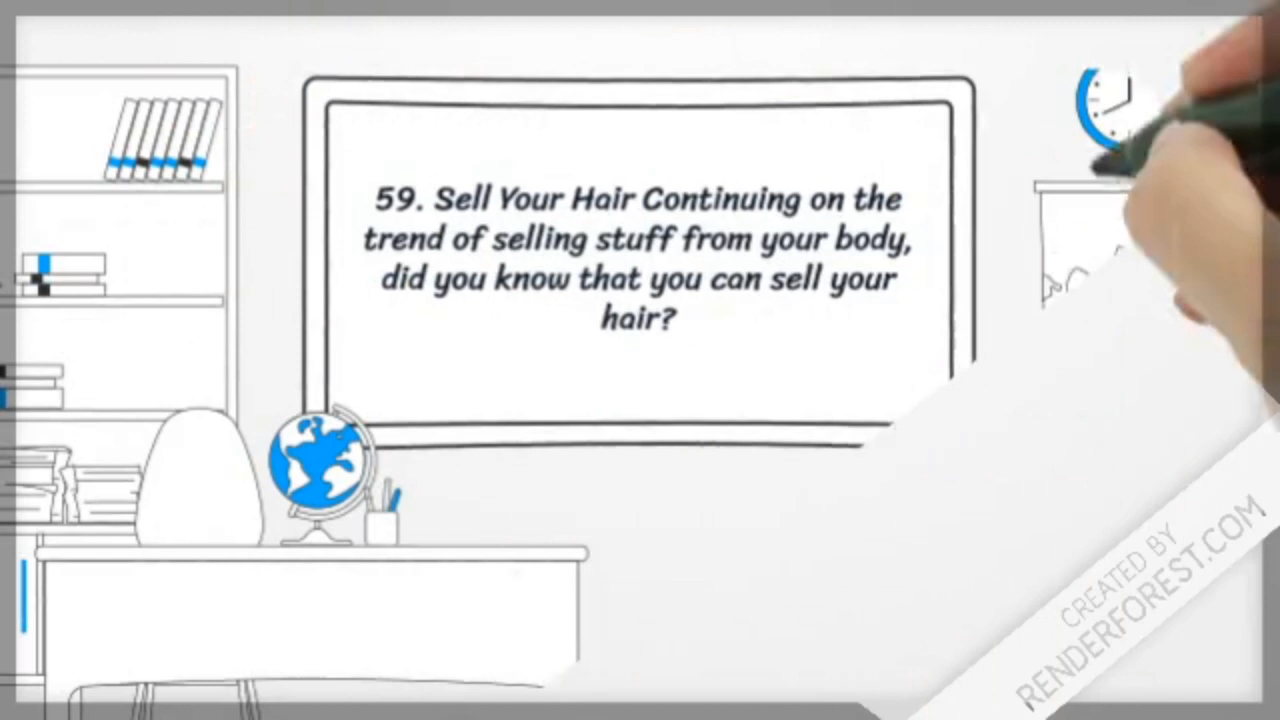 59. Sell Your Hair Continuing on the
trend of selling stuff from your body,
did you know that you can sell your
hair?
CREATED BY
RENDERFOREST.COM